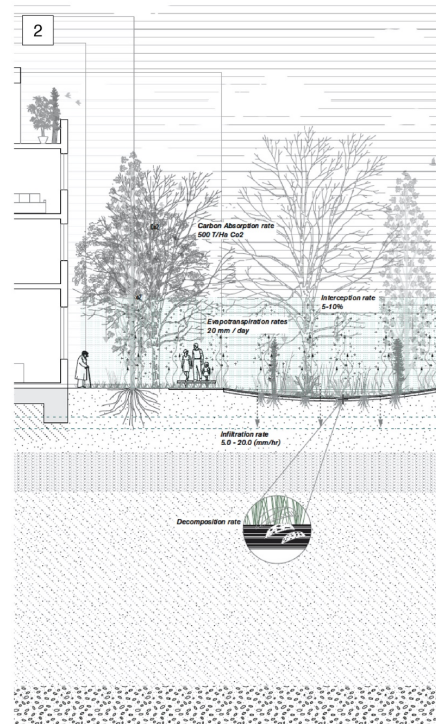 2
Carbon Absorption rate
500 T/Ha Co2
Interception rate
5-10%
Evapotranspiration rates
20 mm / day
Infiltration rate
5.0 - 20.0 (mm/hr)
Decomposition rate